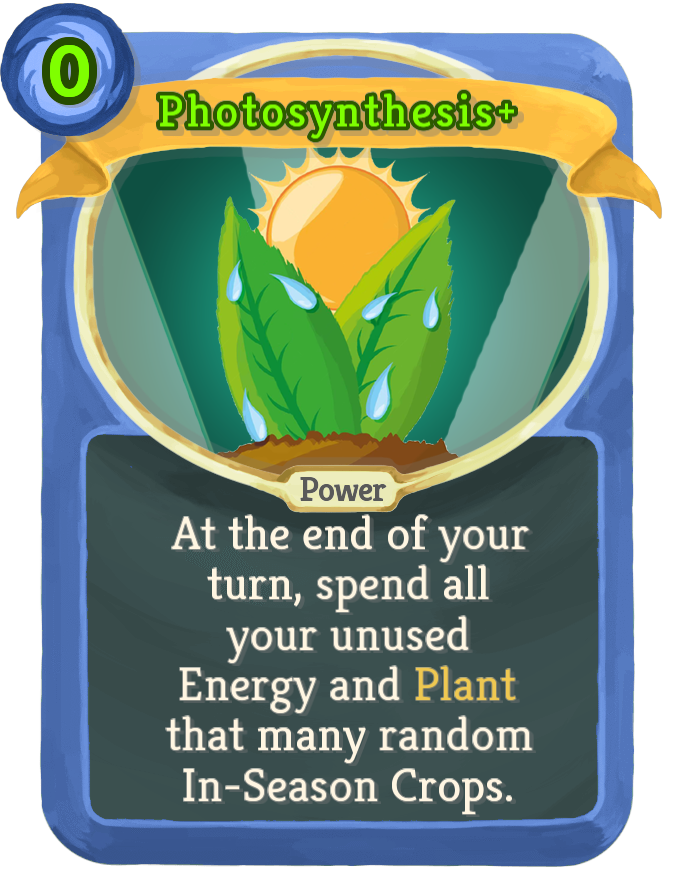 0
Photosynthesis+
Power
At the end of your
turn, spend all
your unused
Energy and Plant
that many random
In-Season Crops.